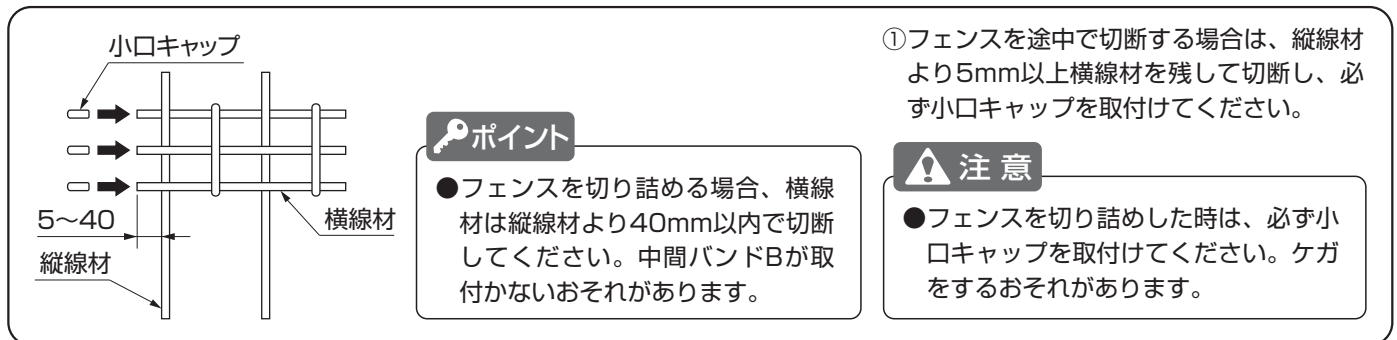 小口キャップ
5〜40
縦線材
横線材
ポイント
●フェンスを切り詰める場合、横線
材は縦線材より40mm以内で切断
してください。中間バンドBが取
付かないおそれがあります。
①フェンスを途中で切断する場合は、縦線材
より5mm以上横線材を残して切断し、必
ず小口キャップを取付けてください。
注 意
●フェンスを切り詰めした時は、必ず小
口キャップを取付けてください。ケガ
をするおそれがあります。